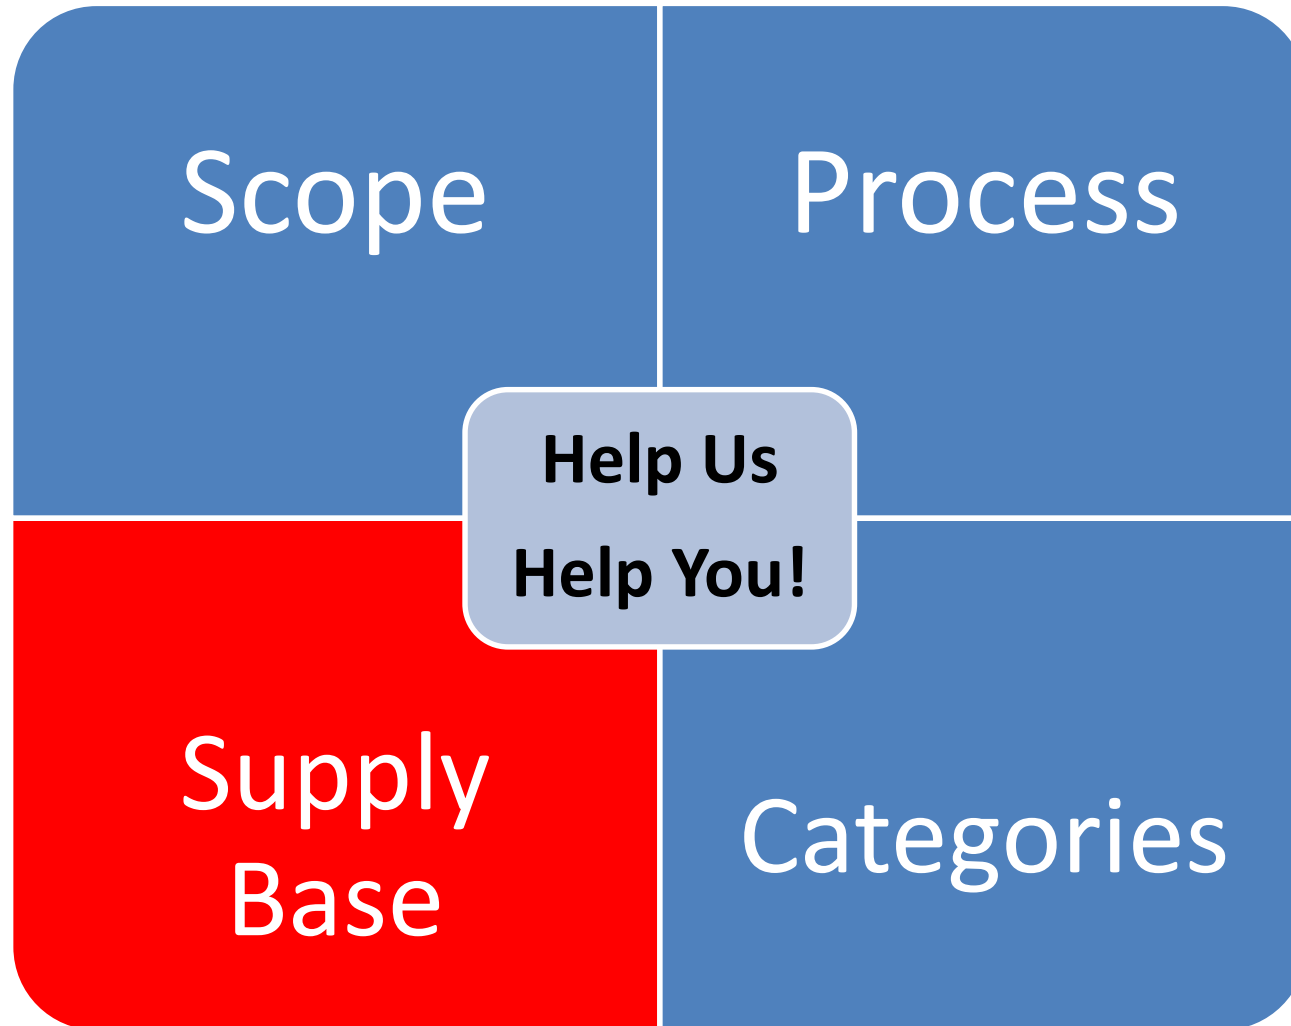 Scope
Process
Help Us
Help You!
Supply
Base
Categories